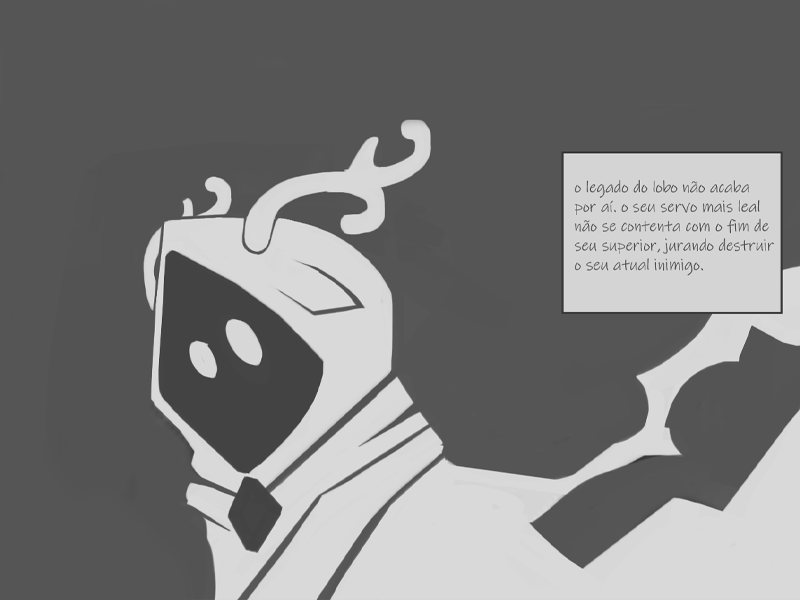 o legado do lobo não acaba
por aí. o seu servo mais leal
não se contenta com o fim de
seu superior, jurando destruir
o seu atual inimigo.